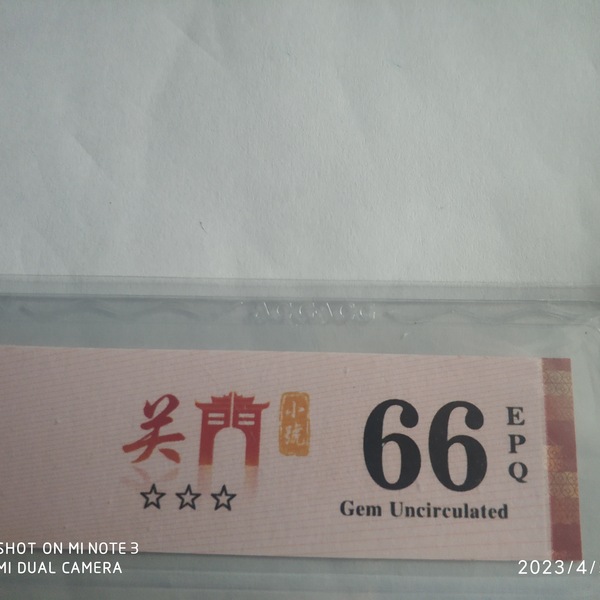 ACGACG
关門
小號
66
EPQ
Gem Uncirculated
SHOT ON MI NOTE 3
MI DUAL CAMERA
2023/4/